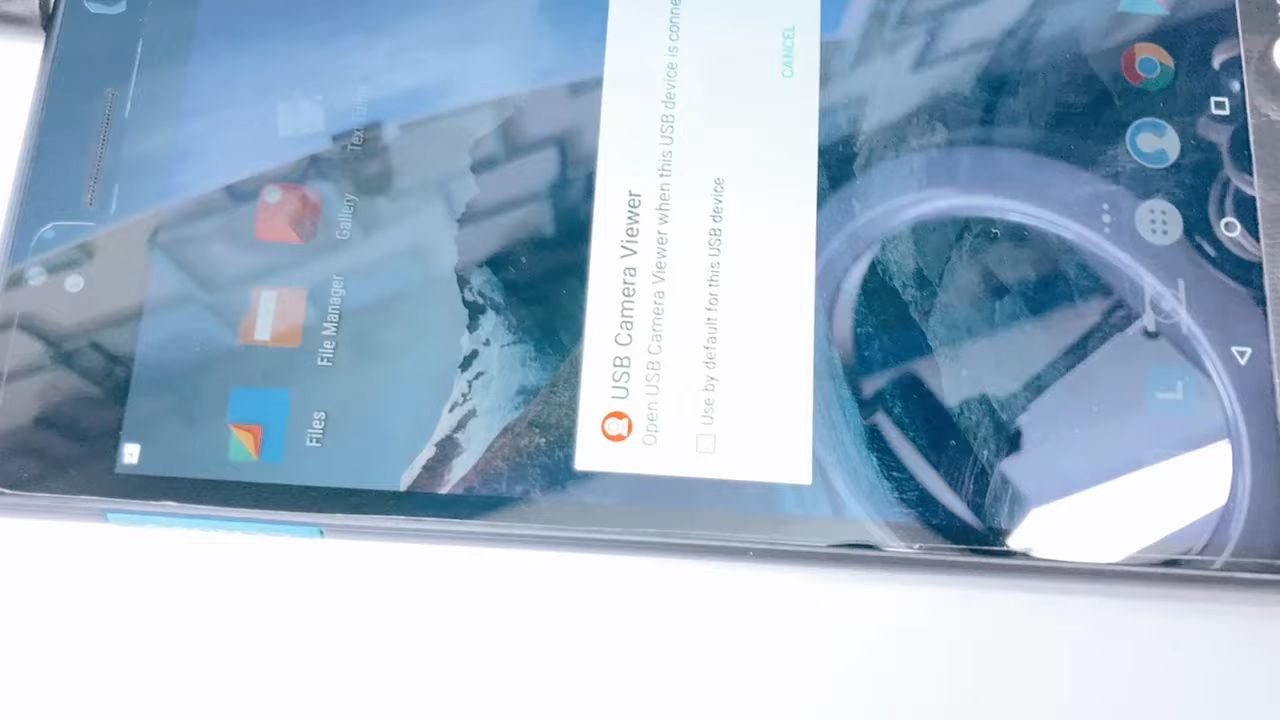 Files
File Manager
Gallery
USB Camera Viewer
Open USB Camera Viewer when this USB device is
Use by default for this USB device
CANCEL